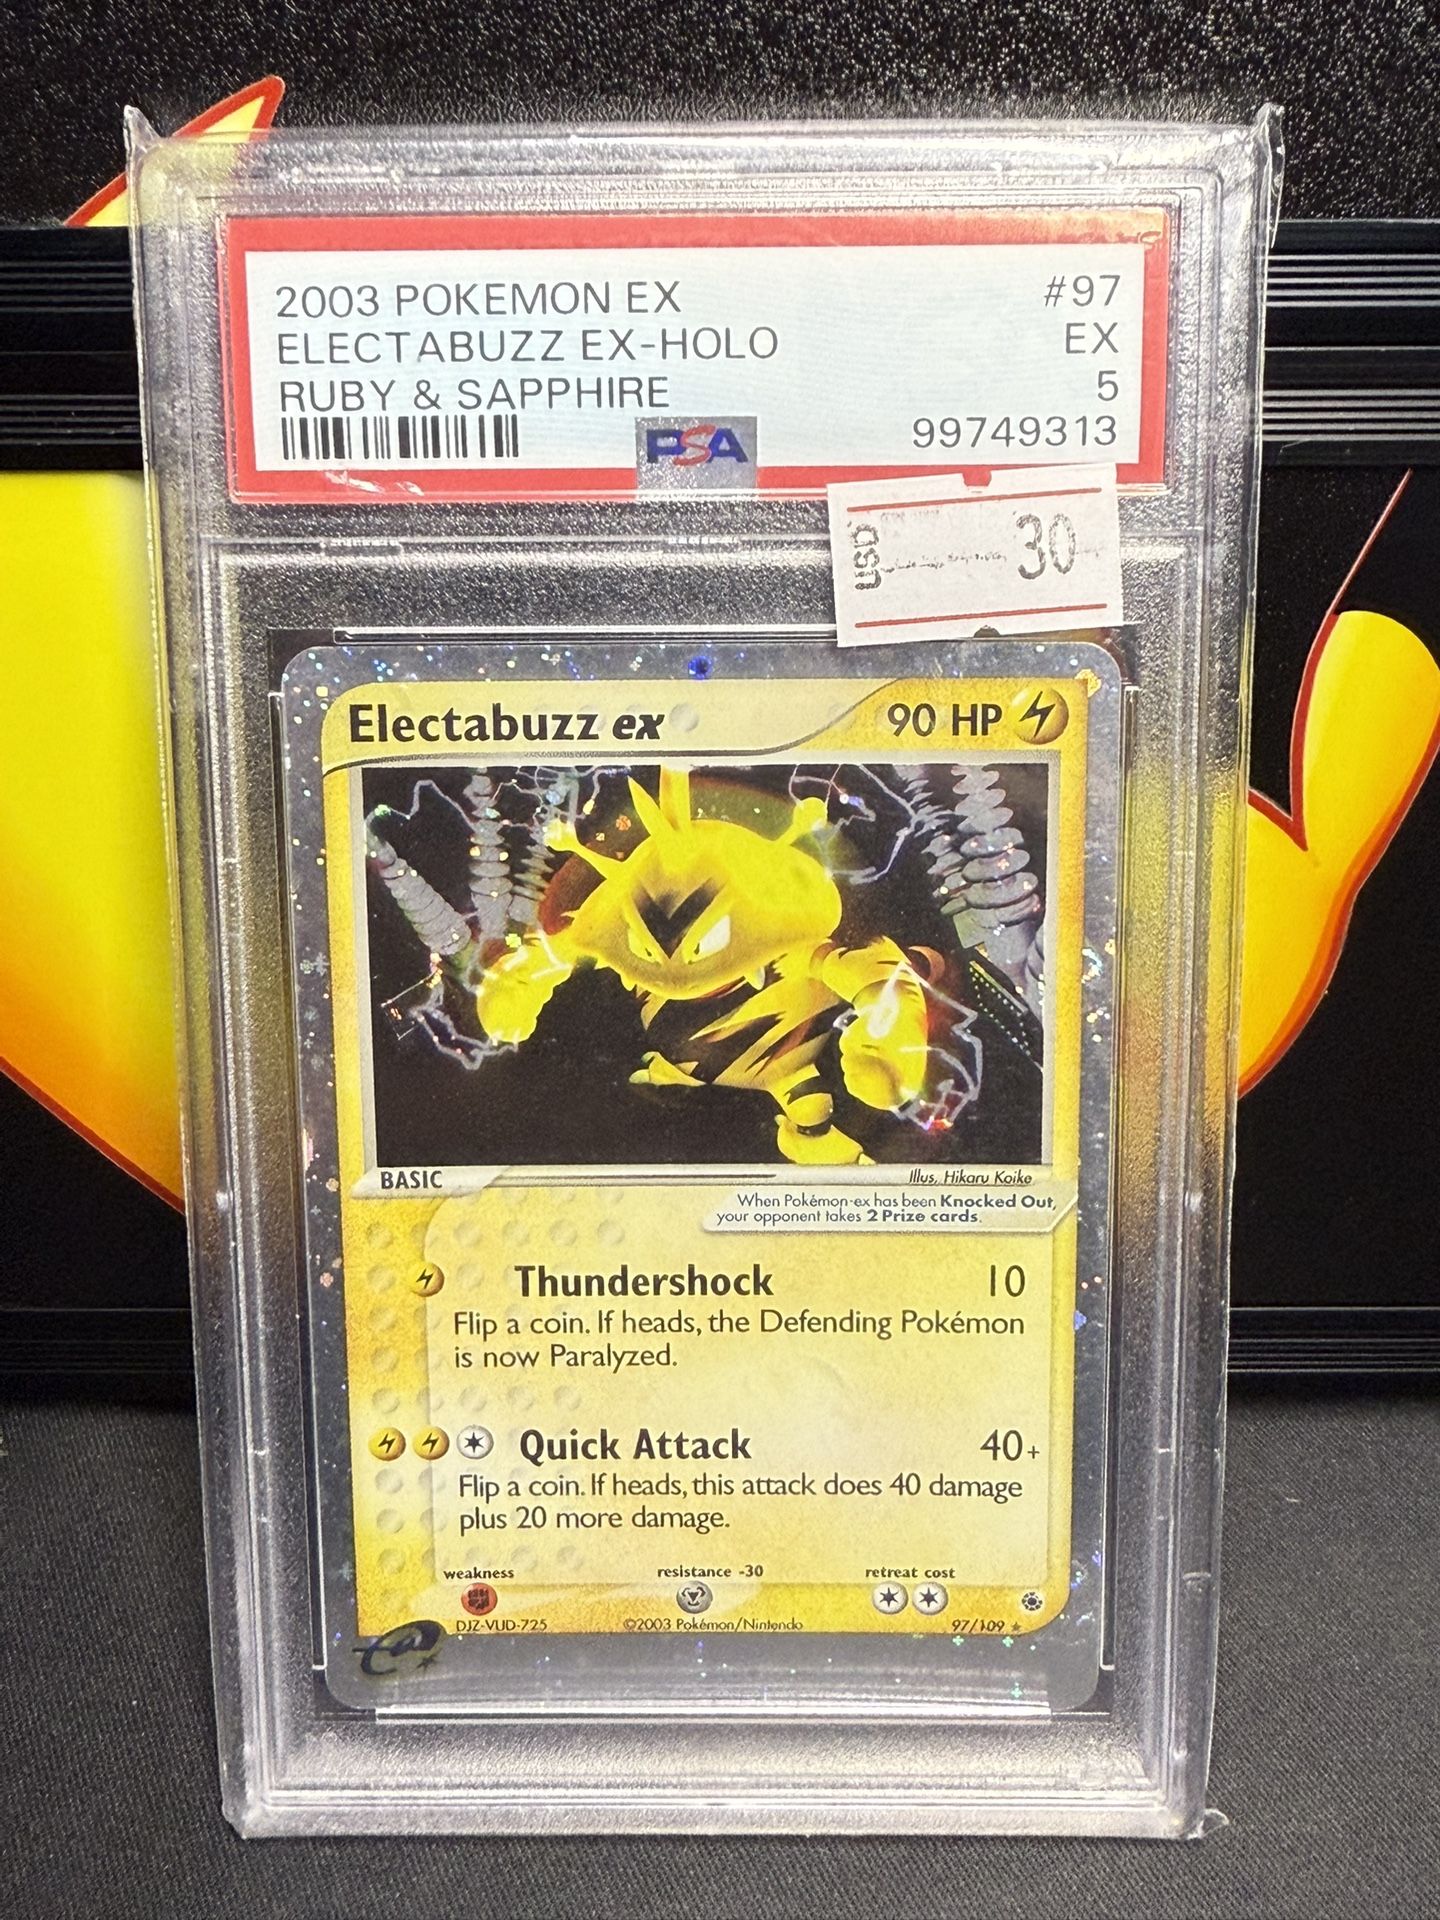 2003 POKEMON EX #97
ELECTABUZZ EX-HOLO EX
RUBY & SAPPHIRE 5
PSA 99749313
USD 30
Electabuzz ex 90 HP
BASIC Illus. Hikaru Koike
When Pokémon-ex has been Knocked Out,
your opponent takes 2 Prize cards.
Thundershock 10
Flip a coin. If heads, the Defending Pokémon
is now Paralyzed.
Quick Attack 40+
Flip a coin. If heads, this attack does 40 damage
plus 20 more damage.
weakness resistance -30 retreat cost
DJZ-VUD-725 ©2003 Pokémon/Nintendo 97/109
e